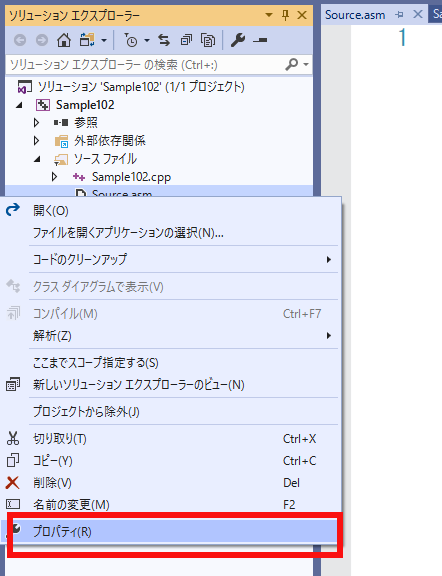 ソリューション エクスプローラー
Source.asm
1
ソリューション エクスプローラー の検索 (Ctrl+:)
ソリューション 'Sample102' (1/1 プロジェクト)
Sample102
参照
外部依存関係
ソース ファイル
Sample102.cpp
Source.asm
開く(O)
ファイルを開くアプリケーションの選択(N)...
コードのクリーンアップ
クラス ダイアグラムで表示(V)
コンパイル(M) Ctrl+F7
解析(Z)
ここまでスコープ指定する(S)
新しいソリューション エクスプローラーのビュー(N)
プロジェクトから除外(J)
切り取り(T) Ctrl+X
コピー(Y) Ctrl+C
削除(V) Del
名前の変更(M) F2
プロパティ(R)